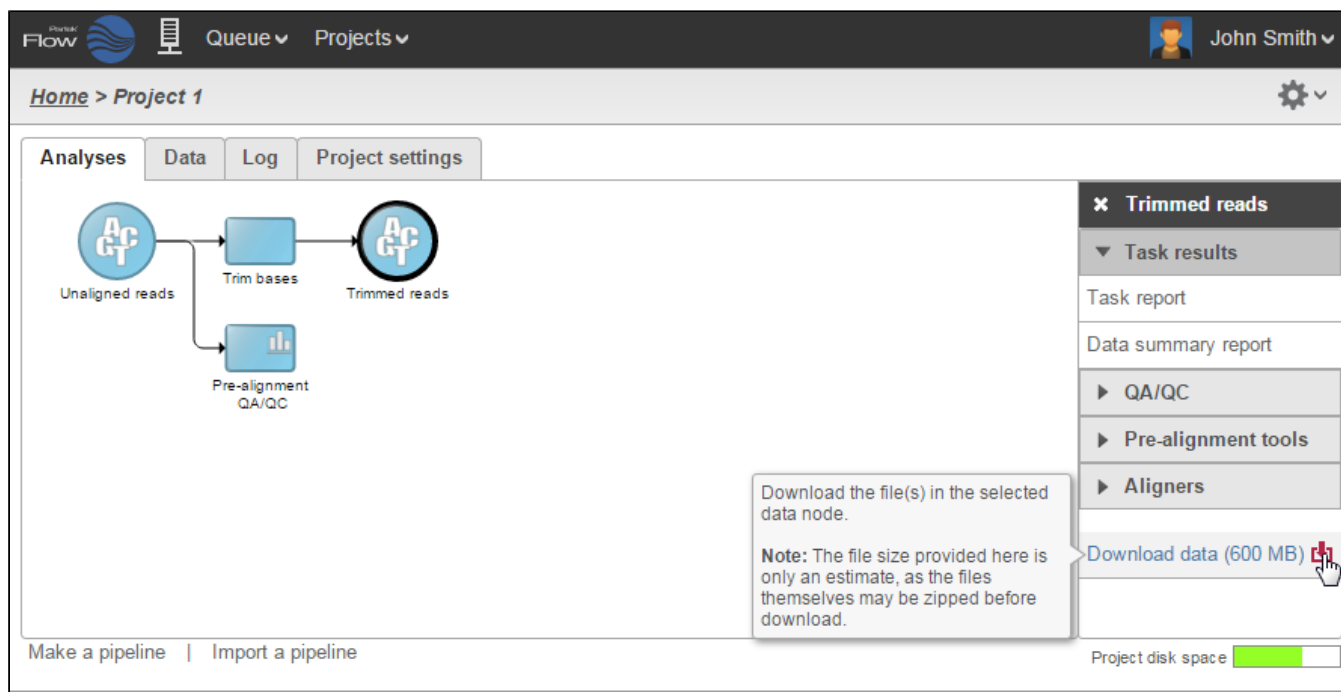 Partek
Flow
Queue
Projects
John Smith
Home > Project 1
Analyses
Data
Log
Project settings
Unaligned reads
Trim bases
Trimmed reads
Pre-alignment
QA/QC
Trimmed reads
Task results
Task report
Data summary report
QA/QC
Pre-alignment tools
Aligners
Download the file(s) in the selected
data node.
Note: The file size provided here is
only an estimate, as the files
themselves may be zipped before
download.
Download data (600 MB)
Make a pipeline | Import a pipeline
Project disk space